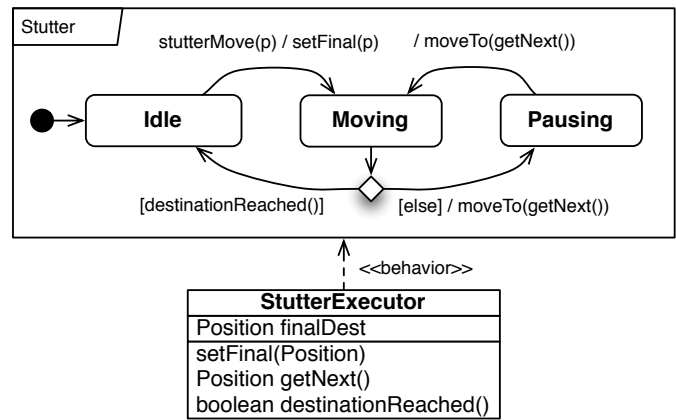 Stutter
stutterMove(p) / setFinal(p)
/ moveTo(getNext())
Idle
Moving
Pausing
[destinationReached()]
[else] / moveTo(getNext())
<<behavior>>
StutterExecutor
Position finalDest
setFinal(Position)
Position getNext()
boolean destinationReached()